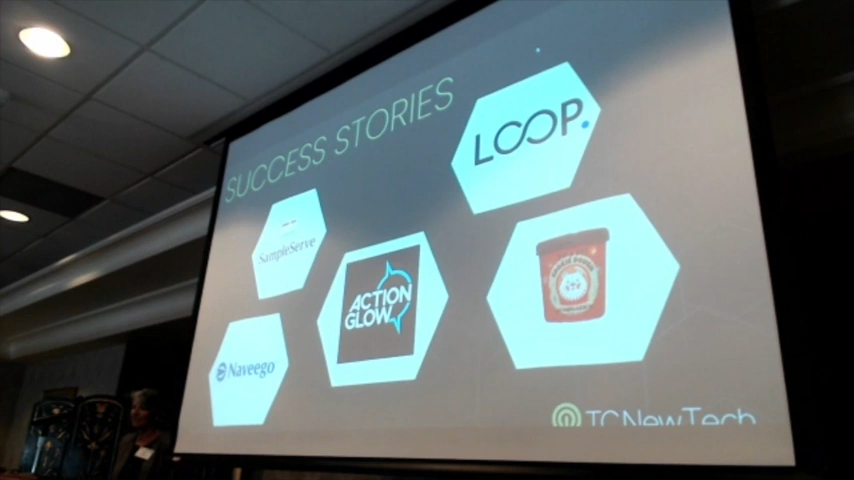 SUCCESS STORIES
LOOP.
SampleServe
ACTION
GLOW
Naveego
TCNewTech